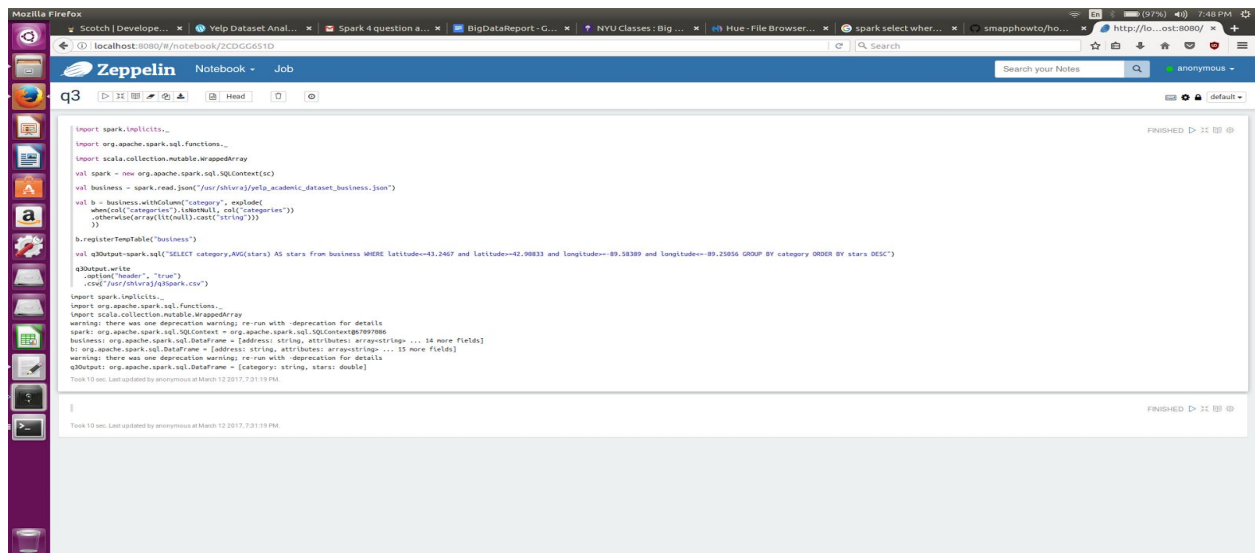 Mozilla Firefox
En (97%) 7:48 PM
Scotch | Develope... × Yelp Dataset Anal... × Spark 4 question a... × BigDataReport - G... × NYU Classes : Big ... × Hue - File Browser... × spark select wher... × smapphowto/ho... × http://lo...ost:8080/ × +
localhost:8080/#/notebook/2CDGG6S1D C Search
Zeppelin Notebook Job Search your Notes anonymous
q3 Head default
import spark.implicits._ FINISHED
import org.apache.spark.sql.functions._
import scala.collection.mutable.WrappedArray
val spark = new org.apache.spark.sql.SQLContext(sc)
val business = spark.read.json("/usr/shivraj/yelp_academic_dataset_business.json")
val b = business.withColumn("category", explode(
when(col("categories").isNotNull, col("categories"))
.otherwise(array(lit(null).cast("string")))
))
b.registerTempTable("business")
val q3Output=spark.sql("SELECT category,AVG(stars) AS stars from business WHERE latitude<=43.2467 and latitude>=42.90833 and longitude>=-89.58389 and longitude<=-89.25056 GROUP BY category ORDER BY stars DESC")
q3Output.write
.option("header", "true")
.csv("/usr/shivraj/q3Spark.csv")
import spark.implicits._
import org.apache.spark.sql.functions._
import scala.collection.mutable.WrappedArray
warning: there was one deprecation warning; re-run with -deprecation for details
spark: org.apache.spark.sql.SQLContext = org.apache.spark.sql.SQLContext@67097086
business: org.apache.spark.sql.DataFrame = [address: string, attributes: array<string> ... 14 more fields]
b: org.apache.spark.sql.DataFrame = [address: string, attributes: array<string> ... 15 more fields]
warning: there was one deprecation warning; re-run with -deprecation for details
q3Output: org.apache.spark.sql.DataFrame = [category: string, stars: double]
Took 10 sec. Last updated by anonymous at March 12 2017, 7:31:19 PM.
FINISHED
Took 10 sec. Last updated by anonymous at March 12 2017, 7:31:19 PM.